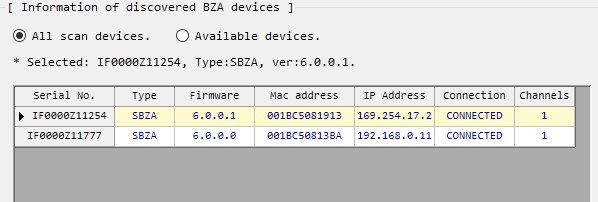 [ Information of discovered BZA devices ]
All scan devices. Available devices.
* Selected: IF0000Z11254, Type:SBZA, ver:6.0.0.1.
Serial No. Type Firmware Mac address IP Address Connection Channels
IF0000Z11254 SBZA 6.0.0.1 001BC5081913 169.254.17.2 CONNECTED 1
IF0000Z11777 SBZA 6.0.0.0 001BC50813BA 192.168.0.11 CONNECTED 1